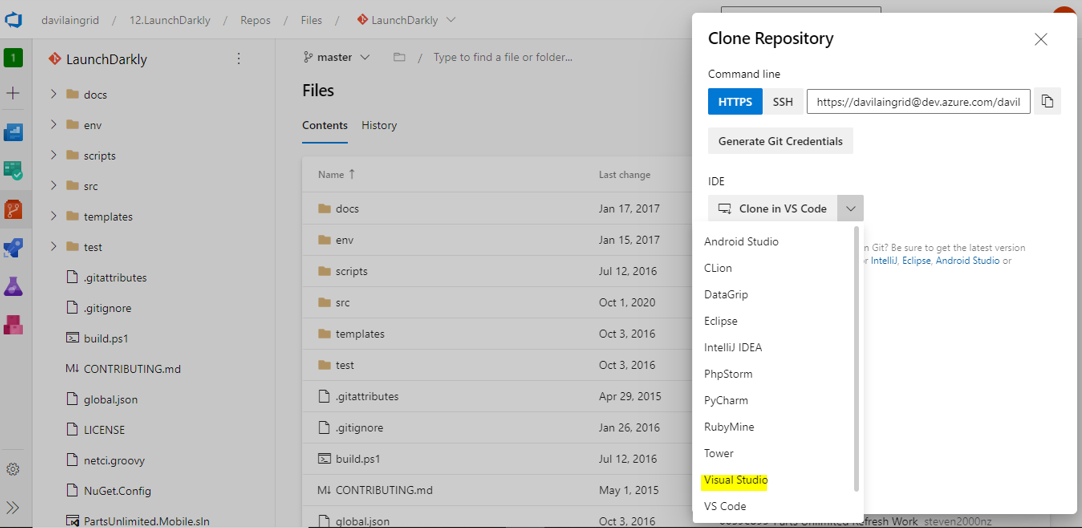 davilaingrid / 12.LaunchDarkly / Repos / Files / LaunchDarkly
1
LaunchDarkly
docs
env
scripts
src
templates
test
.gitattributes
.gitignore
build.ps1
M↓ CONTRIBUTING.md
global.json
LICENSE
netci.groovy
NuGet.Config
PartsUnlimited.Mobile.sln
master / Type to find a file or folder...
Files
Contents History
Name ↑ Last change
docs Jan 17, 2017
env Jan 15, 2017
scripts Jul 12, 2016
src Oct 1, 2020
templates Oct 3, 2016
test Oct 3, 2016
.gitattributes Apr 29, 2015
.gitignore Jan 26, 2016
build.ps1 Jul 12, 2016
M↓ CONTRIBUTING.md May 1, 2015
global.json Oct 3, 2016
Clone Repository
Command line
HTTPS SSH https://davilaingrid@dev.azure.com/davil
Generate Git Credentials
IDE
Clone in VS Code
n Git? Be sure to get the latest version
r IntelliJ, Eclipse, Android Studio or
Android Studio
CLion
DataGrip
Eclipse
IntelliJ IDEA
PhpStorm
PyCharm
RubyMine
Tower
Visual Studio
VS Code
Refresh Work steven2000nz